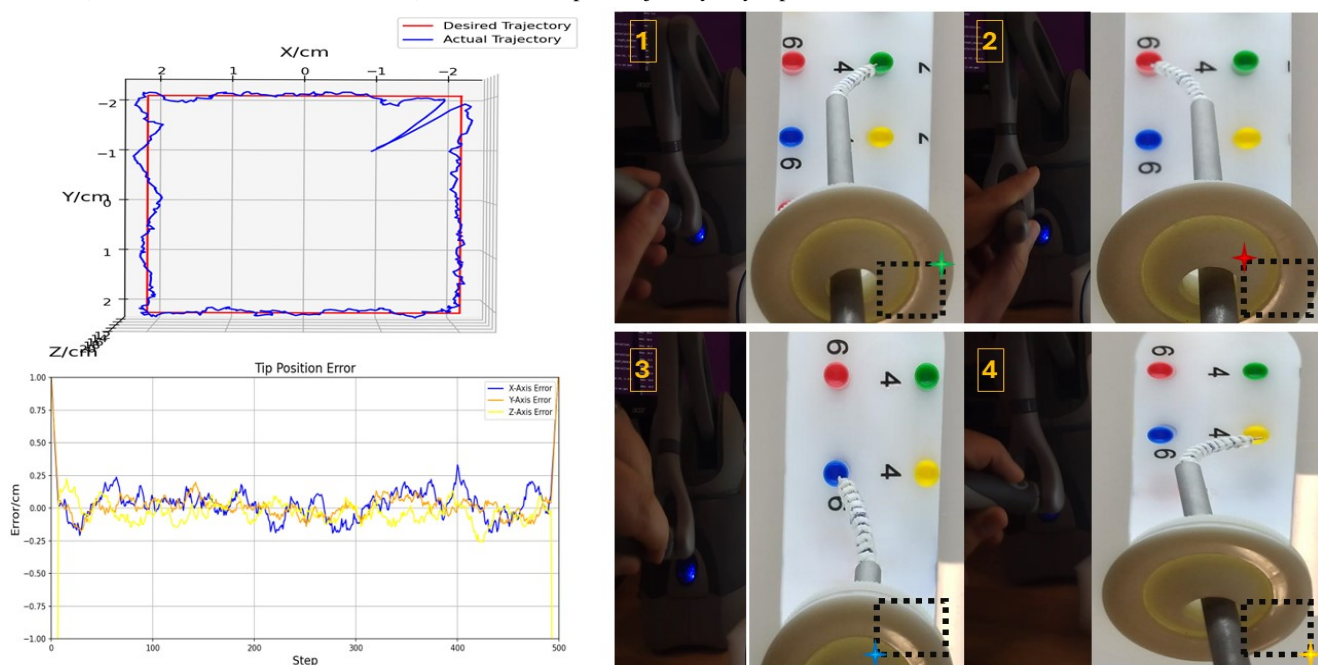 Desired Trajectory
Actual Trajectory
X/cm
2 1 0 −1 −2
−2
−1
Y/cm
0
1
2
Z/cm
Tip Position Error
X-Axis Error
Y-Axis Error
Z-Axis Error
1.00
0.75
0.50
0.25
0.00
−0.25
−0.50
−0.75
−1.00
Error/cm
0 100 200 300 400 500
Step
1
6
4
6
2
6
4
6
3
6
4
4
4
6
4
4
6